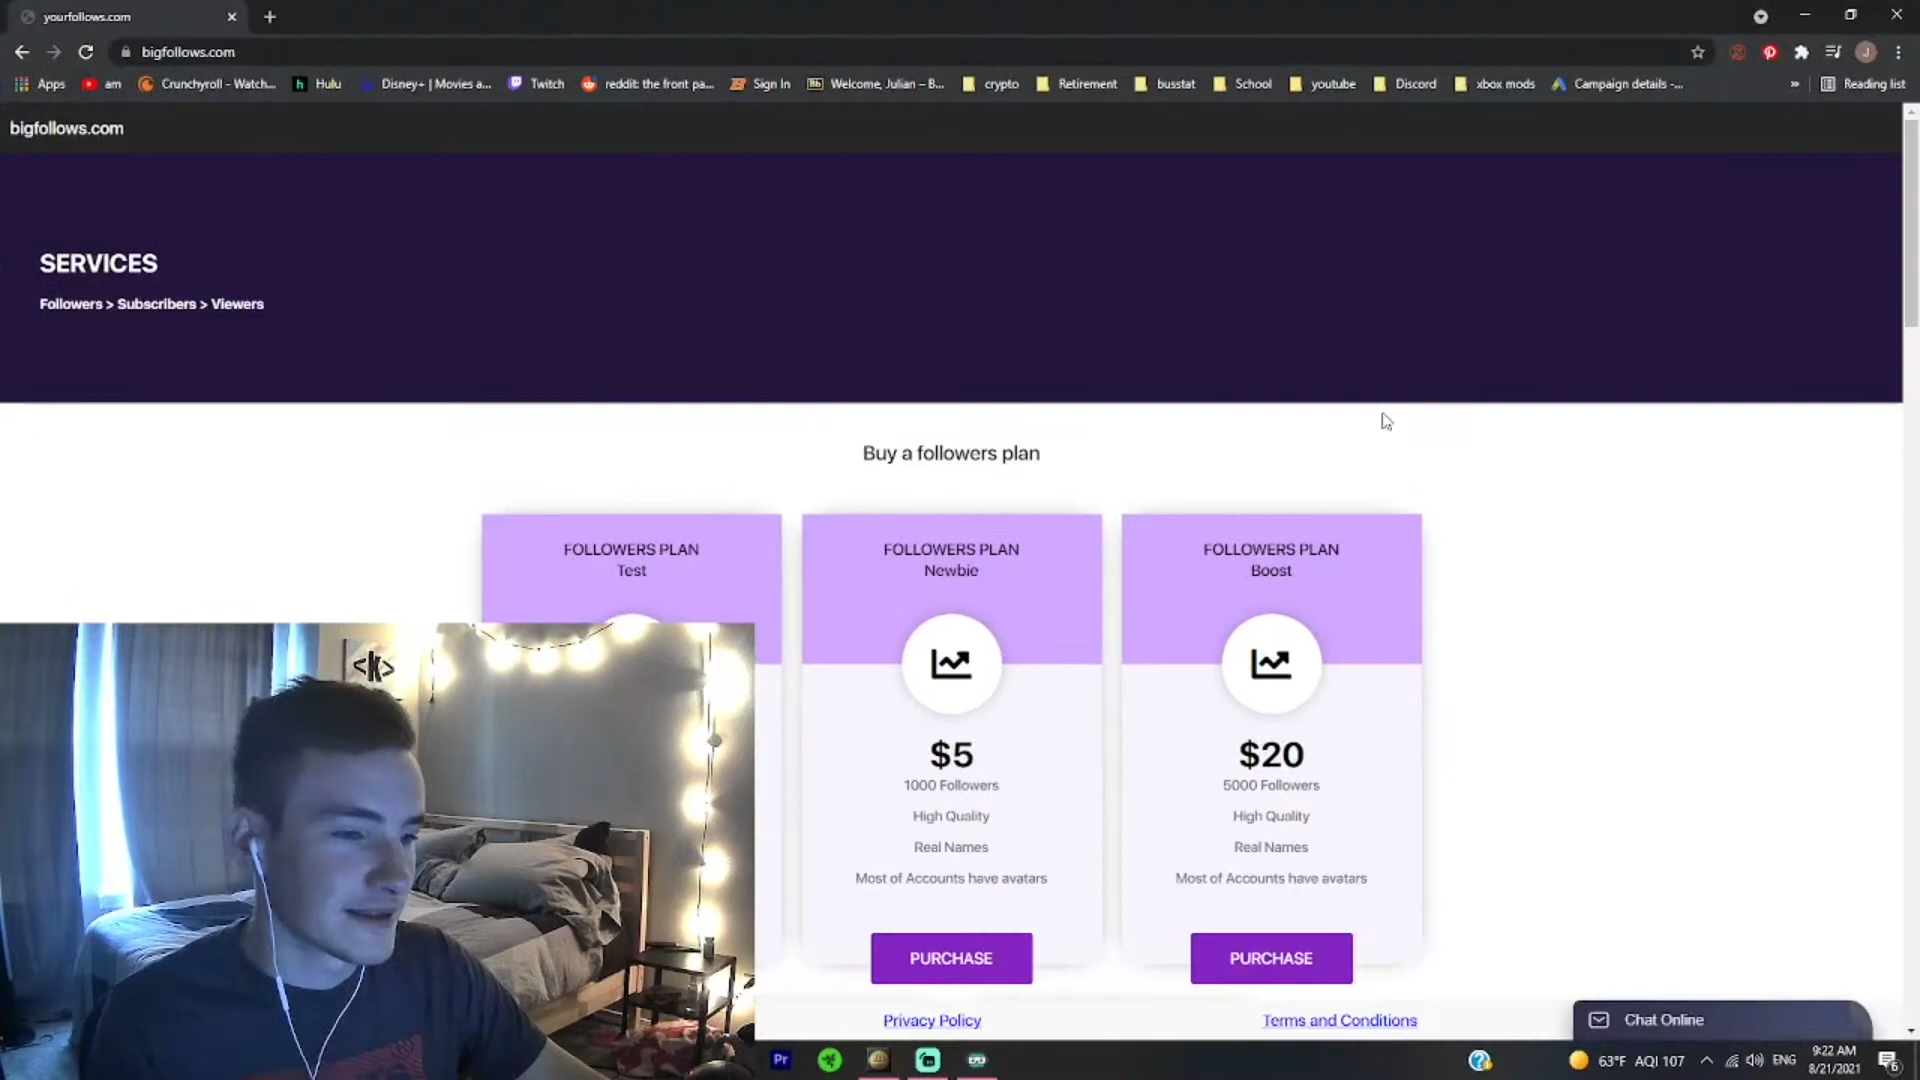 yourfollows.com
bigfollows.com
Apps am Crunchyroll - Watch... Hulu Disney+ | Movies a... Twitch reddit: the front pa... Sign In Bb Welcome, Julian – B... crypto Retirement busstat School youtube Discord xbox mods Campaign details -... » Reading list
bigfollows.com
SERVICES
Followers > Subscribers > Viewers
Buy a followers plan
FOLLOWERS PLAN
Test
FOLLOWERS PLAN
Newbie
$5
1000 Followers
High Quality
Real Names
Most of Accounts have avatars
PURCHASE
FOLLOWERS PLAN
Boost
$20
5000 Followers
High Quality
Real Names
Most of Accounts have avatars
PURCHASE
<k>
Privacy Policy
Terms and Conditions
Chat Online
Pr
63°F AQI 107
ENG
9:22 AM
8/21/2021
6